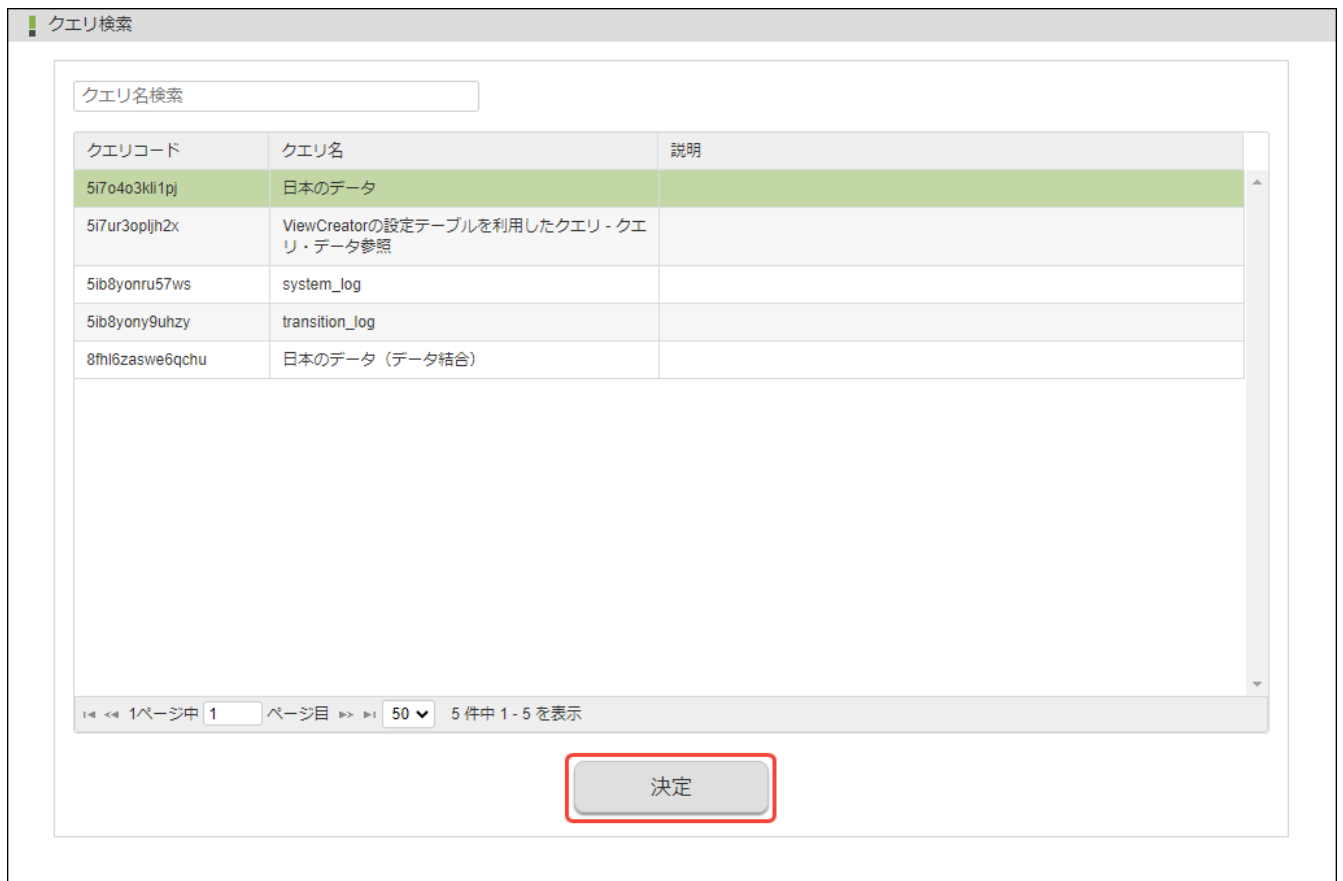 クエリ検索
クエリ名検索
クエリコード クエリ名 説明
5i7o4o3kli1pj 日本のデータ
5i7ur3opljh2x ViewCreatorの設定テーブルを利用したクエリ - クエ
リ・データ参照
5ib8yonru57ws system_log
5ib8yony9uhzy transition_log
8fhl6zaswe6qchu 日本のデータ（データ結合）
1ページ中 1 ページ目 50 5 件中 1 - 5 を表示
決定